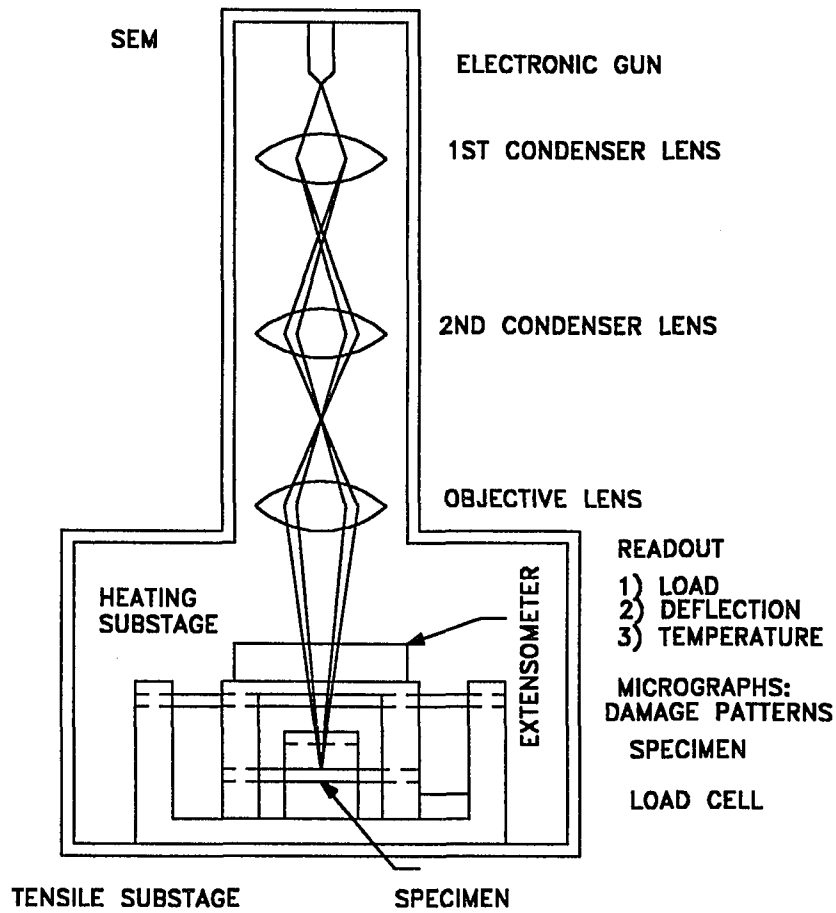 SEM
ELECTRONIC GUN
1ST CONDENSER LENS
2ND CONDENSER LENS
OBJECTIVE LENS
READOUT
1) LOAD
2) DEFLECTION
3) TEMPERATURE
HEATING
SUBSTAGE
EXTENSOMETER
MICROGRAPHS:
DAMAGE PATTERNS
SPECIMEN
LOAD CELL
TENSILE SUBSTAGE
SPECIMEN